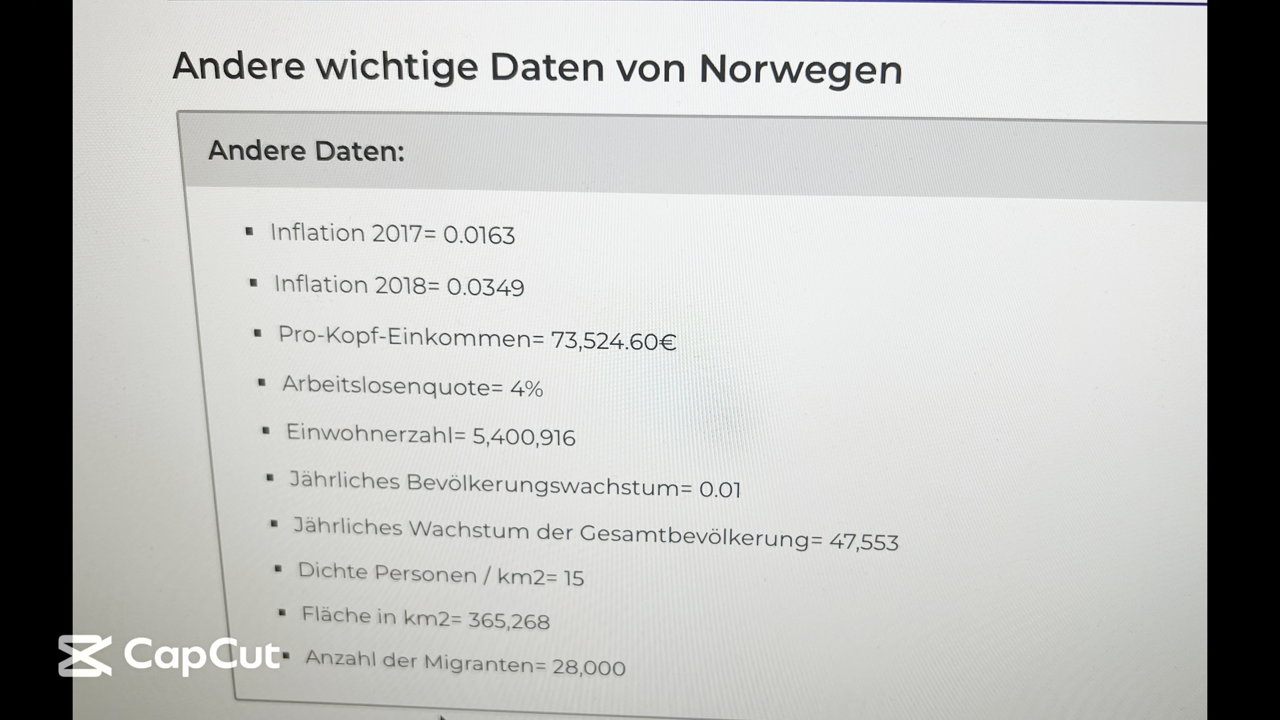 Andere wichtige Daten von Norwegen
Andere Daten:
Inflation 2017= 0.0163
Inflation 2018= 0.0349
Pro-Kopf-Einkommen= 73,524.60€
Arbeitslosenquote= 4%
Einwohnerzahl= 5,400,916
Jährliches Bevölkerungswachstum= 0.01
Jährliches Wachstum der Gesamtbevölkerung= 47,553
Dichte Personen / km2= 15
Fläche in km2= 365,268
Anzahl der Migranten= 28,000
CapCut